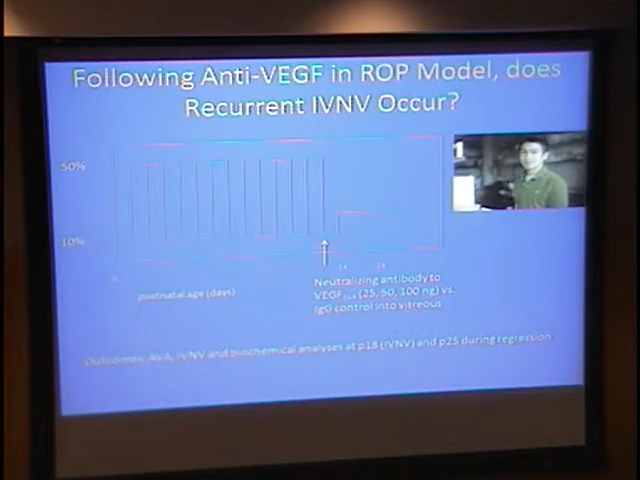 Following Anti-VEGF in ROP Model, does
Recurrent IVNV Occur?
50%
10%
postnatal age (days)
Neutralizing antibody to
VEGF (25, 50, 100 ng) vs.
IgG control into vitreous
Outcomes: AVA, IVNV and biochemical analyses at p18 (IVNV) and p25 during regression